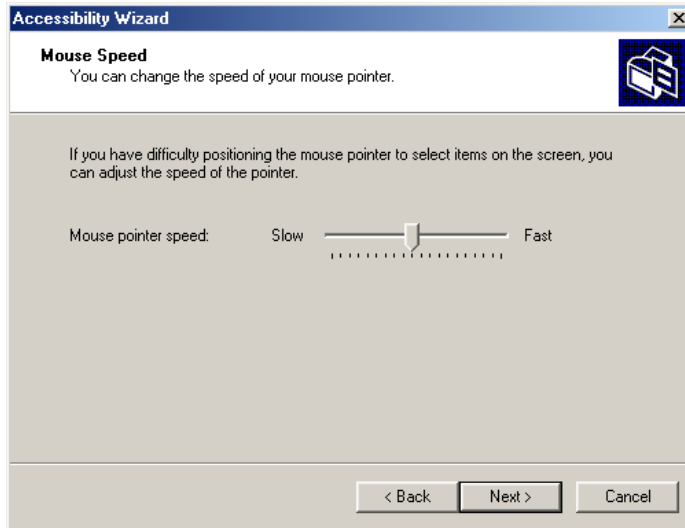 Accessibility Wizard
Mouse Speed
You can change the speed of your mouse pointer.
If you have difficulty positioning the mouse pointer to select items on the screen, you
can adjust the speed of the pointer.
Mouse pointer speed: Slow Fast
< Back Next > Cancel